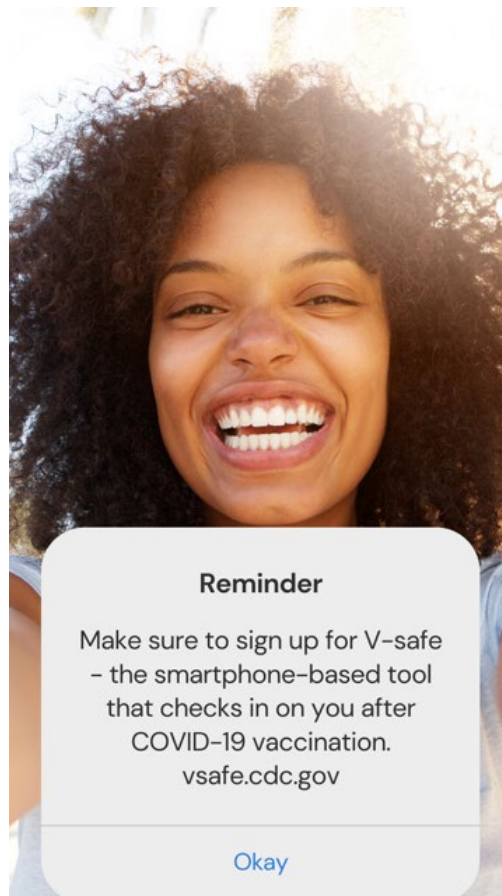 Reminder
Make sure to sign up for V-safe
- the smartphone-based tool
that checks in on you after
COVID-19 vaccination.
vsafe.cdc.gov
Okay